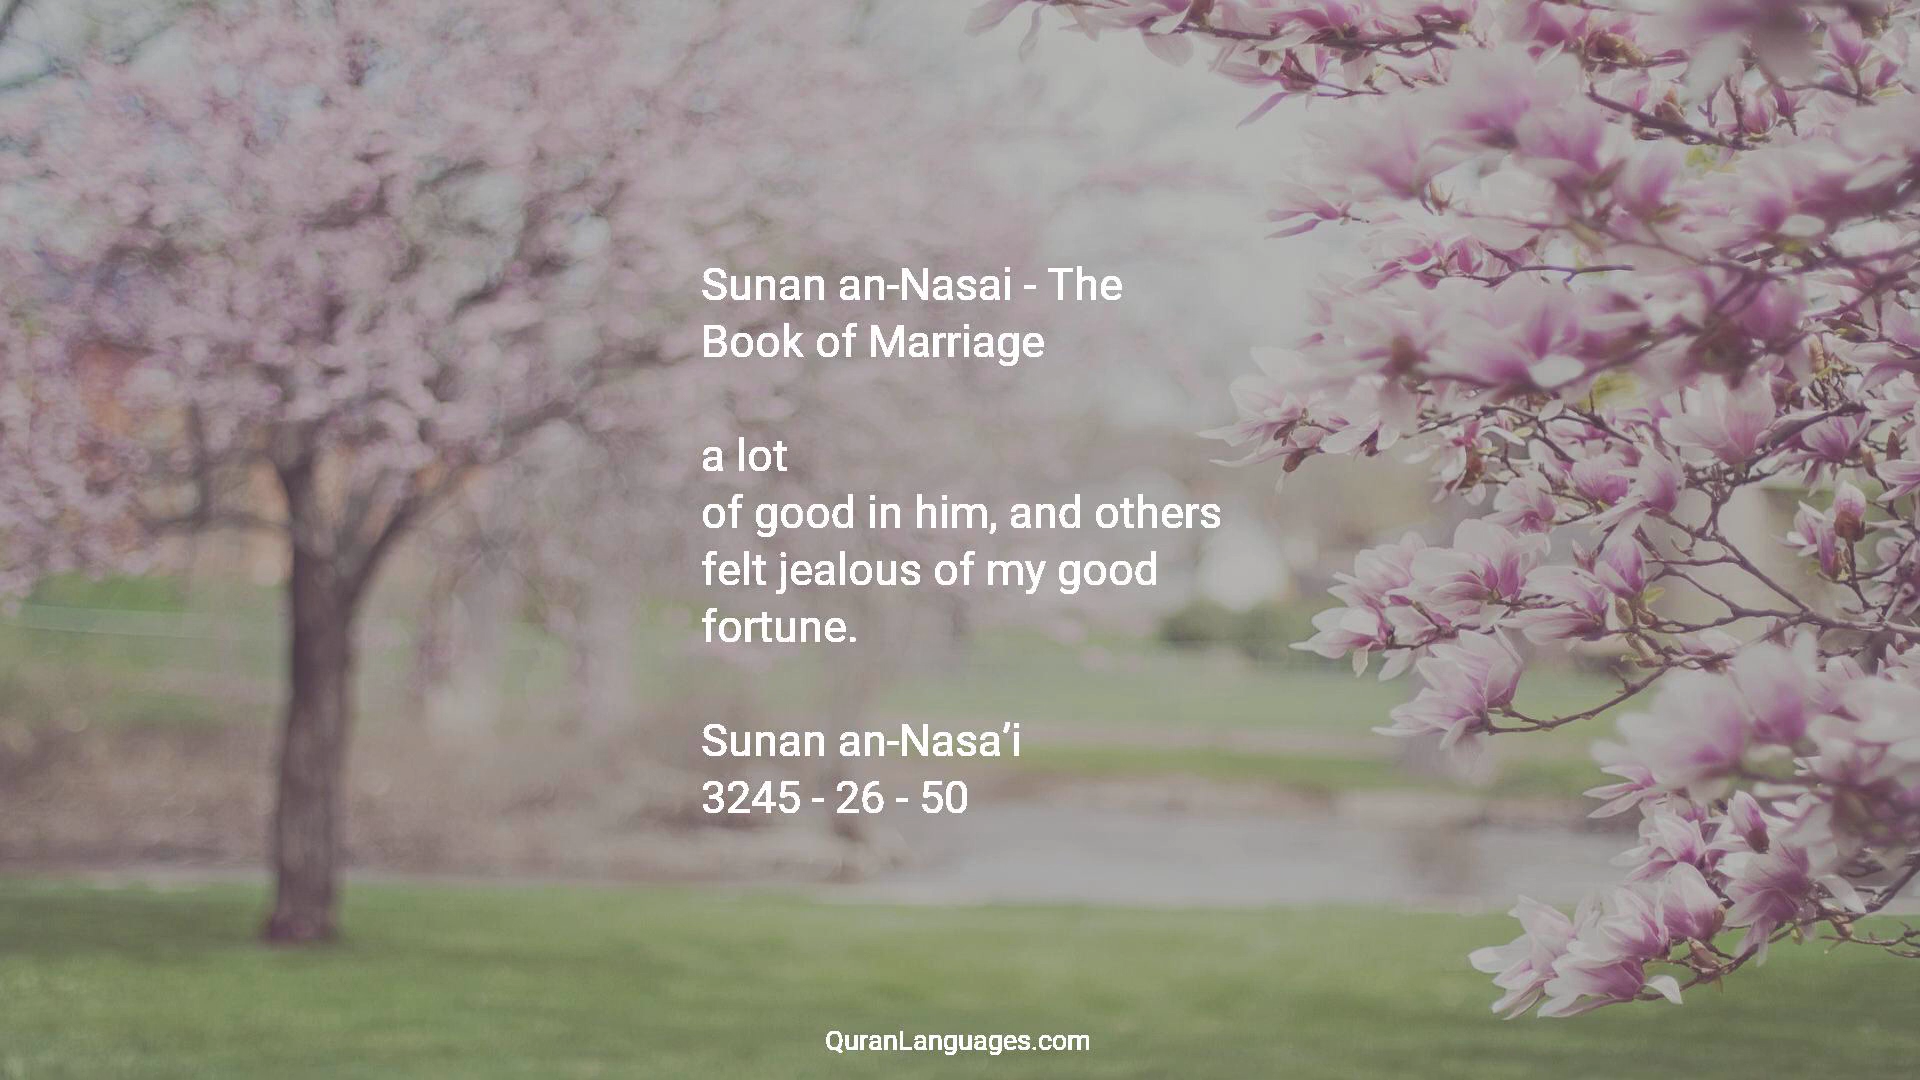 Sunan an-Nasai - The
Book of Marriage
a lot
of good in him, and others
felt jealous of my good
fortune.
Sunan an-Nasa’i
3245 - 26 - 50
QuranLanguages.com